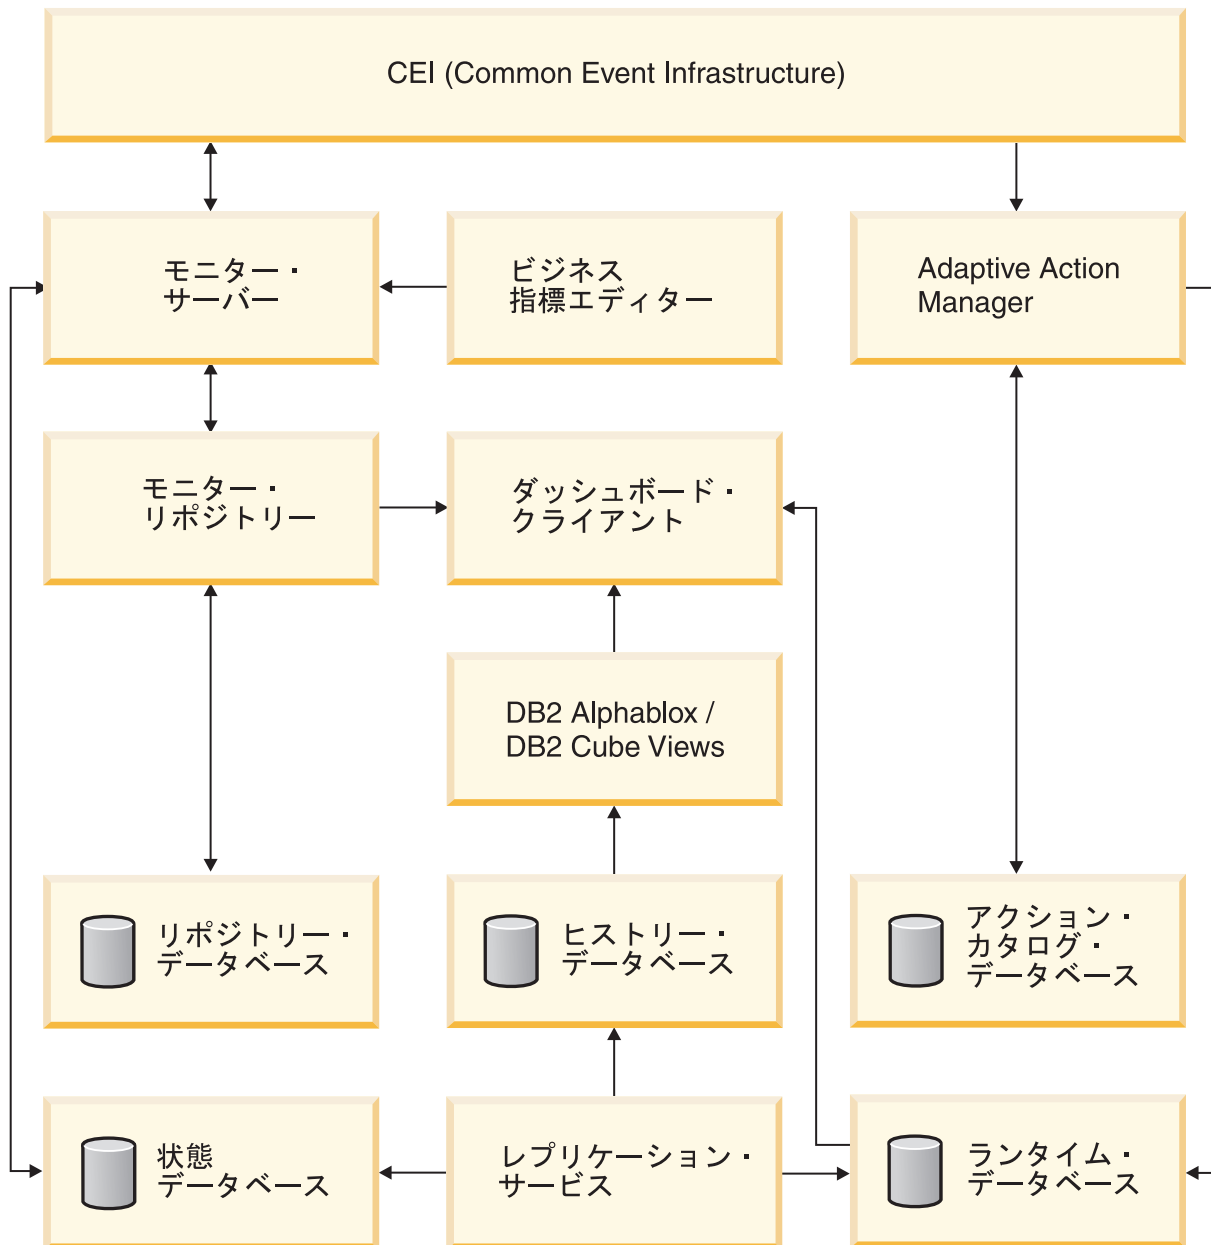 CEI (Common Event Infrastructure)
モニター・
サーバー
ビジネス
指標エディター
Adaptive Action
Manager
モニター・
リポジトリー
ダッシュボード・
クライアント
DB2 Alphablox /
DB2 Cube Views
リポジトリー・
データベース
ヒストリー・
データベース
アクション・
カタログ・
データベース
状態
データベース
レプリケーション・
サービス
ランタイム・
データベース